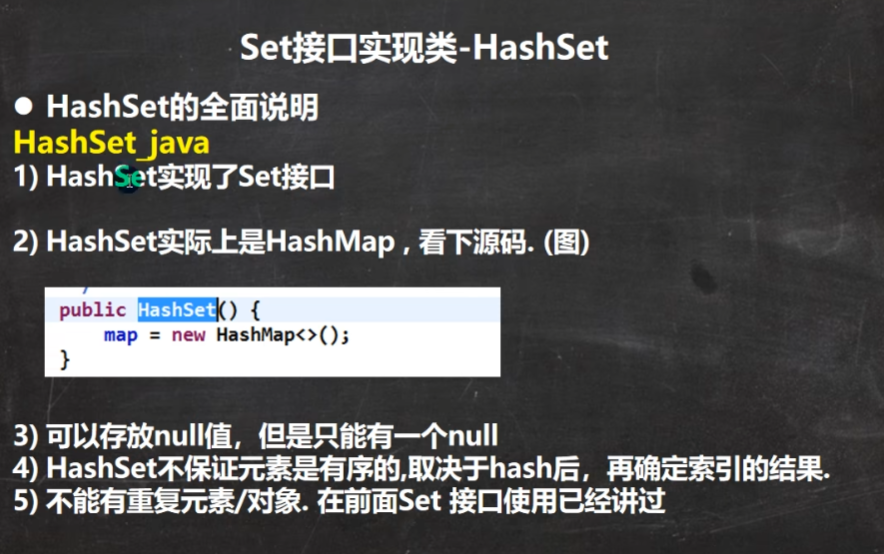 Set接口实现类-HashSet
● HashSet的全面说明
HashSet_java
1) HashSet实现了Set接口
2) HashSet实际上是HashMap , 看下源码. (图)
public HashSet() {
map = new HashMap<>();
}
3) 可以存放null值，但是只能有一个null
4) HashSet不保证元素是有序的,取决于hash后，再确定索引的结果.
5) 不能有重复元素/对象. 在前面Set 接口使用已经讲过